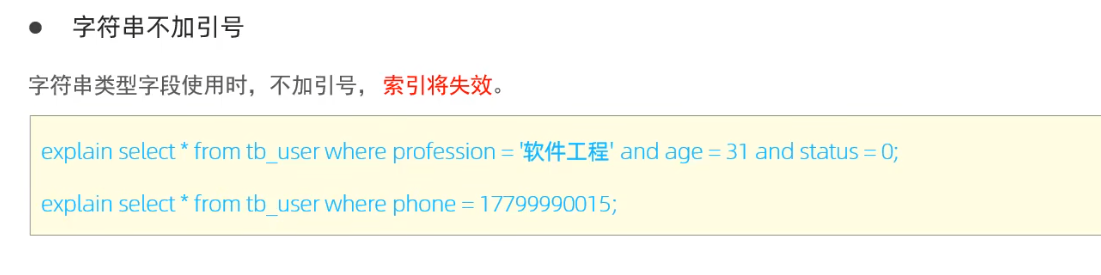 ● 字符串不加引号
字符串类型字段使用时，不加引号， 索引将失效。
explain select * from tb_user where profession = '软件工程' and age = 31 and status = 0;
explain select * from tb_user where phone = 17799990015;